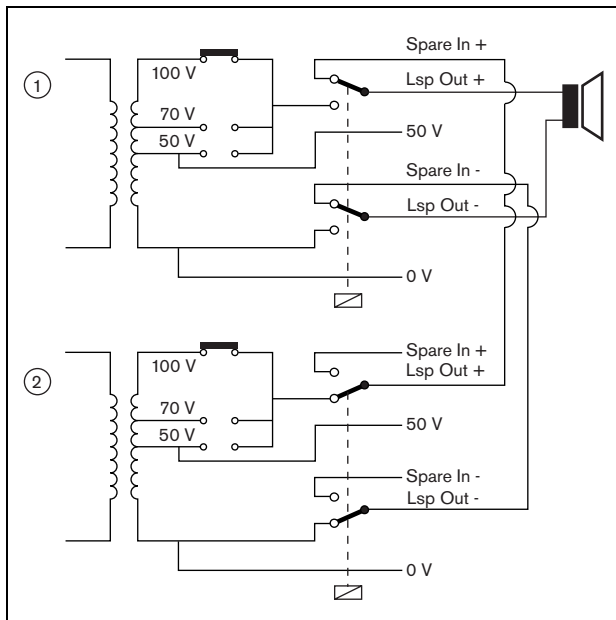 Spare In +
100 V
Lsp Out +
1
70 V
50 V
50 V
Spare In -
Lsp Out -
0 V
Spare In +
100 V
Lsp Out +
2
70 V
50 V
50 V
Spare In -
Lsp Out -
0 V